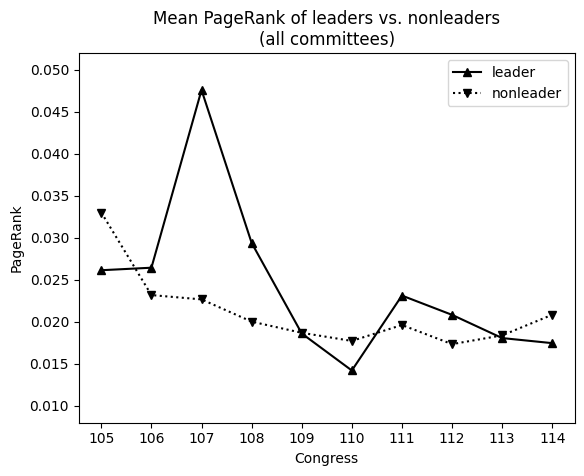 Mean PageRank of leaders vs. nonleaders
(all committees)
leader
nonleader
0.050
0.045
0.040
0.035
0.030
0.025
0.020
0.015
0.010
PageRank
105 106 107 108 109 110 111 112 113 114
Congress